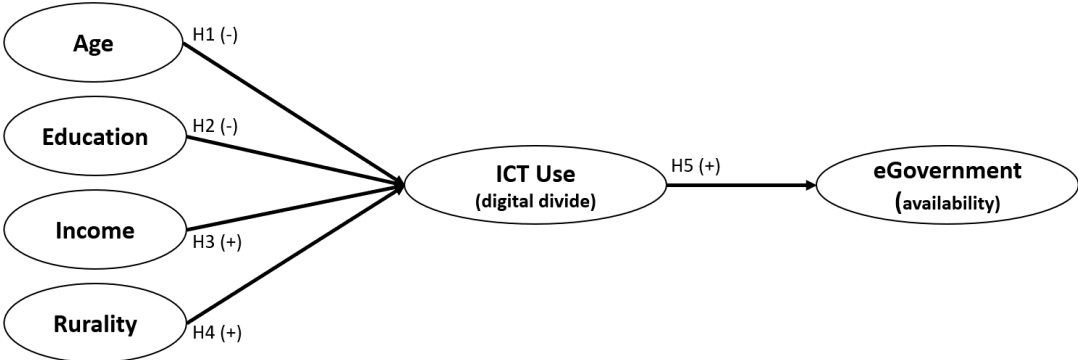 Age
H1 (-)
Education
H2 (-)
Income
H3 (+)
Rurality
H4 (+)
ICT Use
(digital divide)
H5 (+)
eGovernment
(availability)